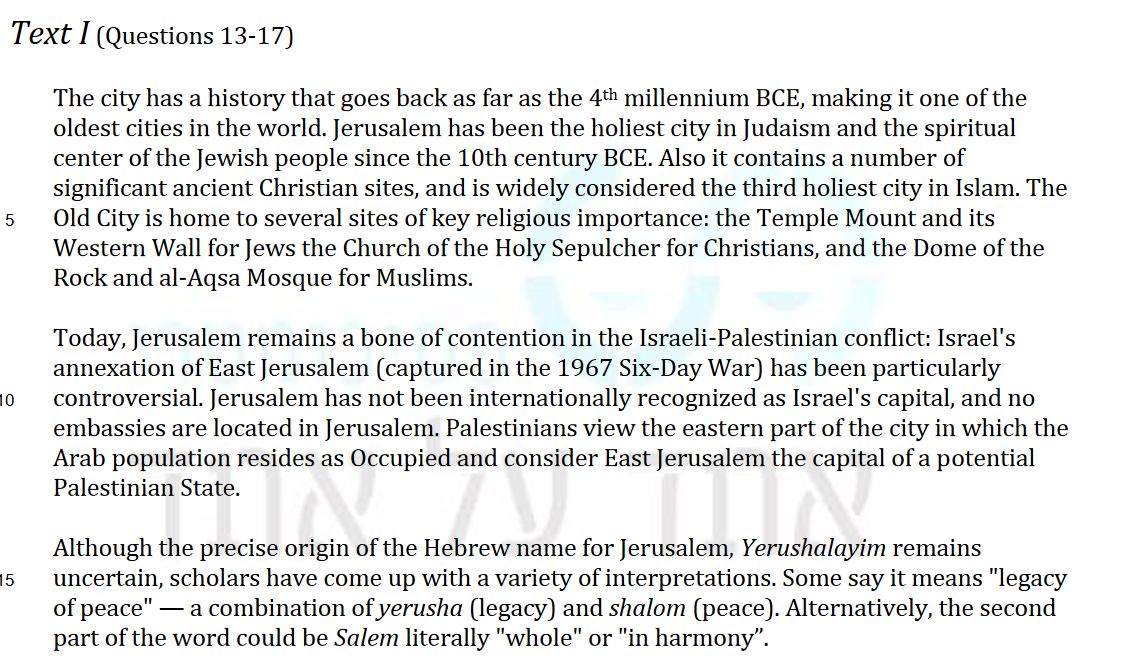 Text I (Questions 13-17)
The city has a history that goes back as far as the 4th millennium BCE, making it one of the
oldest cities in the world. Jerusalem has been the holiest city in Judaism and the spiritual
center of the Jewish people since the 10th century BCE. Also it contains a number of
significant ancient Christian sites, and is widely considered the third holiest city in Islam. The
5 Old City is home to several sites of key religious importance: the Temple Mount and its
Western Wall for Jews the Church of the Holy Sepulcher for Christians, and the Dome of the
Rock and al-Aqsa Mosque for Muslims.
Today, Jerusalem remains a bone of contention in the Israeli-Palestinian conflict: Israel's
annexation of East Jerusalem (captured in the 1967 Six-Day War) has been particularly
10 controversial. Jerusalem has not been internationally recognized as Israel's capital, and no
embassies are located in Jerusalem. Palestinians view the eastern part of the city in which the
Arab population resides as Occupied and consider East Jerusalem the capital of a potential
Palestinian State.
Although the precise origin of the Hebrew name for Jerusalem, Yerushalayim remains
15 uncertain, scholars have come up with a variety of interpretations. Some say it means "legacy
of peace" — a combination of yerusha (legacy) and shalom (peace). Alternatively, the second
part of the word could be Salem literally "whole" or "in harmony”.
אחד על אחד